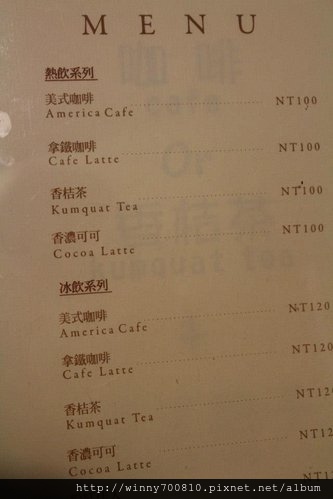 MENU
熱飲系列
美式咖啡 NT100
America Cafe
拿鐵咖啡 NT100
Cafe Latte
香桔茶 NT100
Kumquat Tea
香濃可可 NT100
Cocoa Latte
冰飲系列
美式咖啡 NT120
America Cafe
拿鐵咖啡 NT120
Cafe Latte
香桔茶 NT120
Kumquat Tea
香濃可可 NT120
Cocoa Latte
http://winny700810.pixnet.net/album